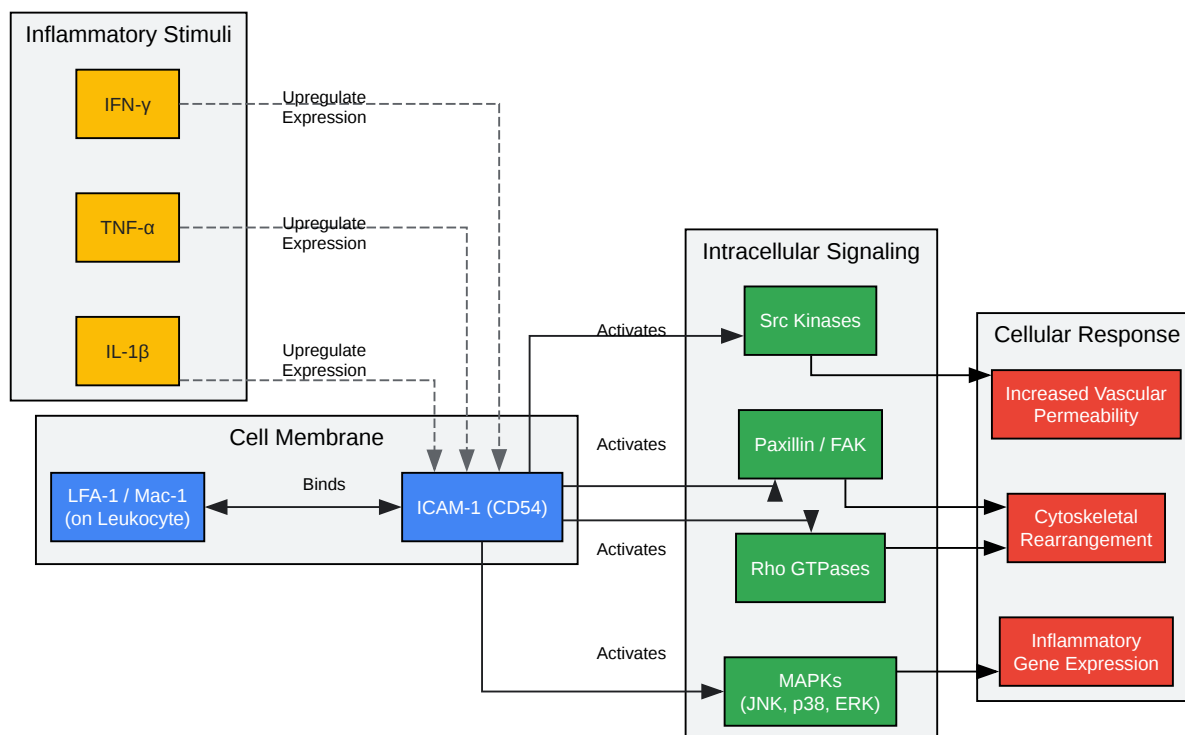 Inflammatory Stimuli
IFN-γ
Upregulate
Expression
TNF-α
Upregulate
Expression
IL-1β
Upregulate
Expression
Cell Membrane
LFA-1 / Mac-1
(on Leukocyte)
Binds
ICAM-1 (CD54)
Activates
Activates
Activates
Activates
Intracellular Signaling
Src Kinases
Paxillin / FAK
Rho GTPases
MAPKs
(JNK, p38, ERK)
Cellular Response
Increased Vascular
Permeability
Cytoskeletal
Rearrangement
Inflammatory
Gene Expression